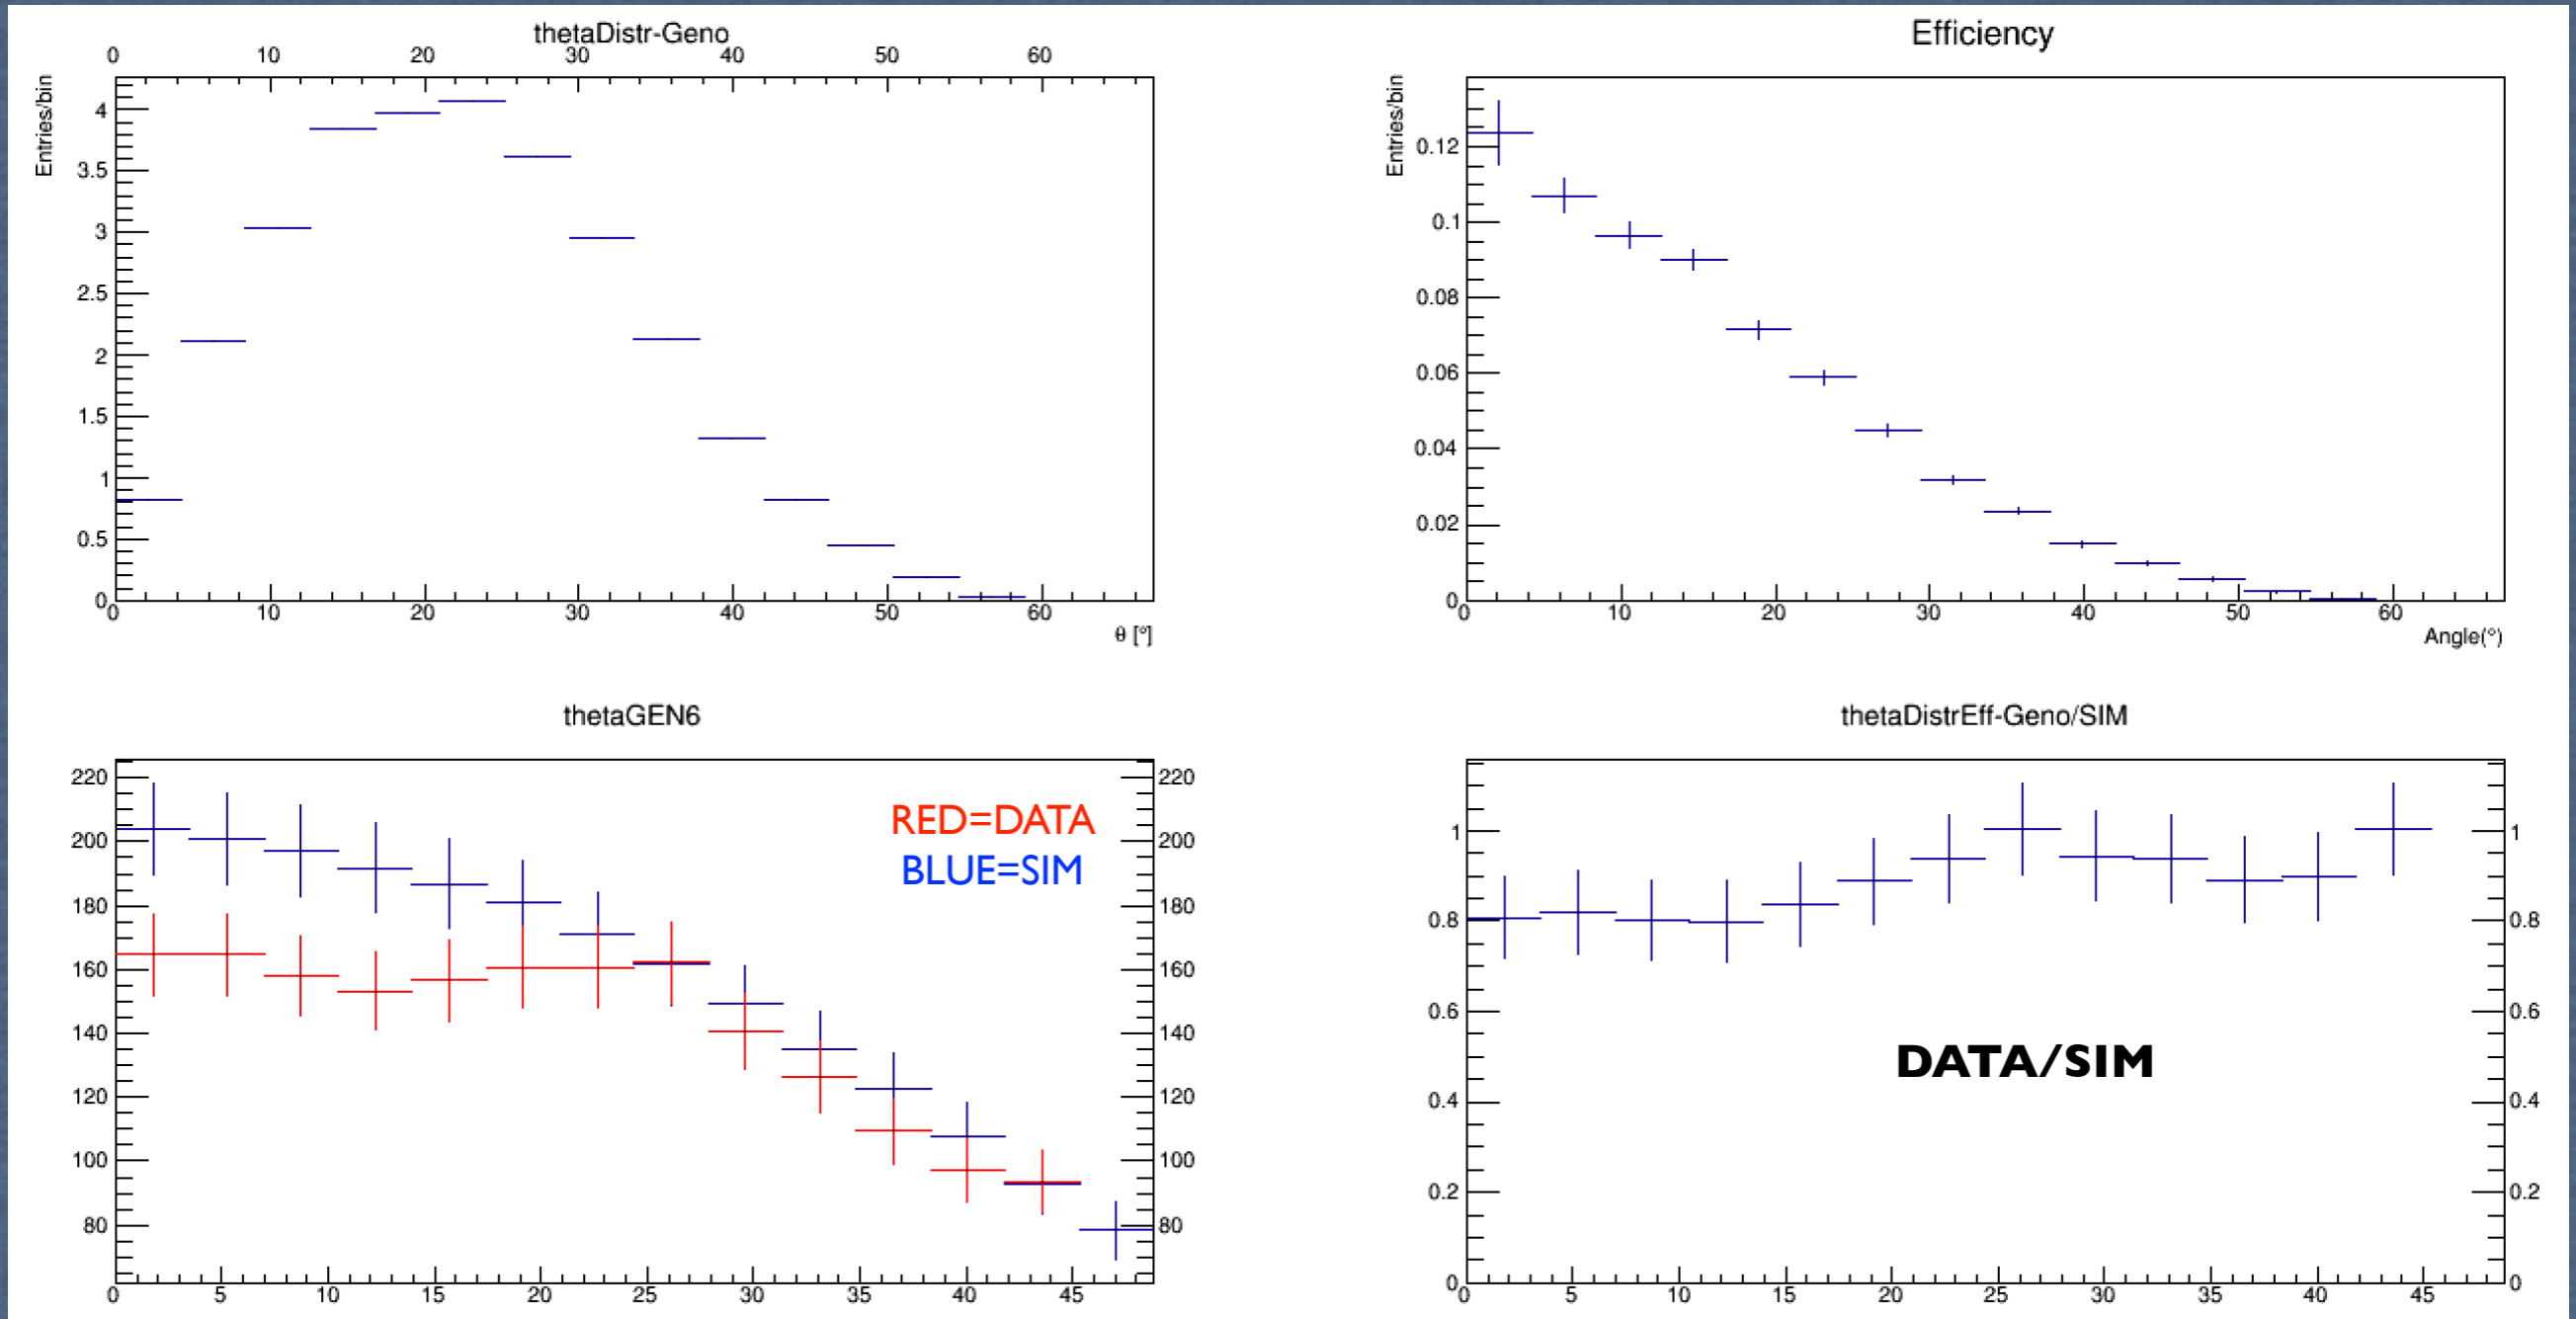 thetaDistr-Geno
0 10 20 30 40 50 60
Entries/bin
4
3.5
3
2.5
2
1.5
1
0.5
0
0 10 20 30 40 50 60
θ [°]
Efficiency
Entries/bin
0.12
0.1
0.08
0.06
0.04
0.02
0
0 10 20 30 40 50 60
Angle(°)
thetaGEN6
220 220
200 200
180 180
160 160
140 140
120 120
100 100
80 80
RED=DATA
BLUE=SIM
0 5 10 15 20 25 30 35 40 45
thetaDistrEff-Geno/SIM
1 1
0.8 0.8
0.6 0.6
DATA/SIM
0.4 0.4
0.2 0.2
0 0
0 5 10 15 20 25 30 35 40 45